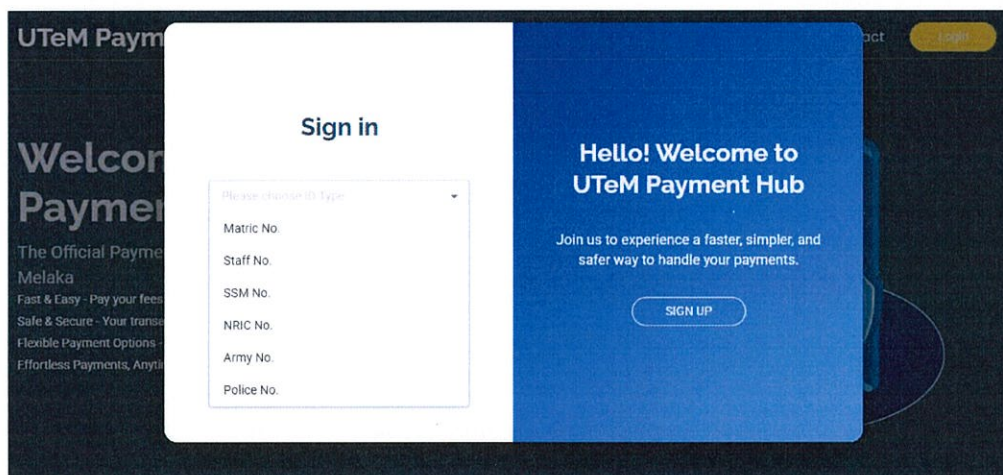 UTeM Paym
act
Login
Welcon
Paymer
The Official Payme
Melaka
Fast & Easy - Pay your fees
Safe & Secure - Your transa
Flexible Payment Options -
Effortless Payments, Anytin
Sign in
Please choose ID Type
Matric No.
Staff No.
SSM No.
NRIC No.
Army No.
Police No.
Hello! Welcome to
UTeM Payment Hub
Join us to experience a faster, simpler, and
safer way to handle your payments.
SIGN UP